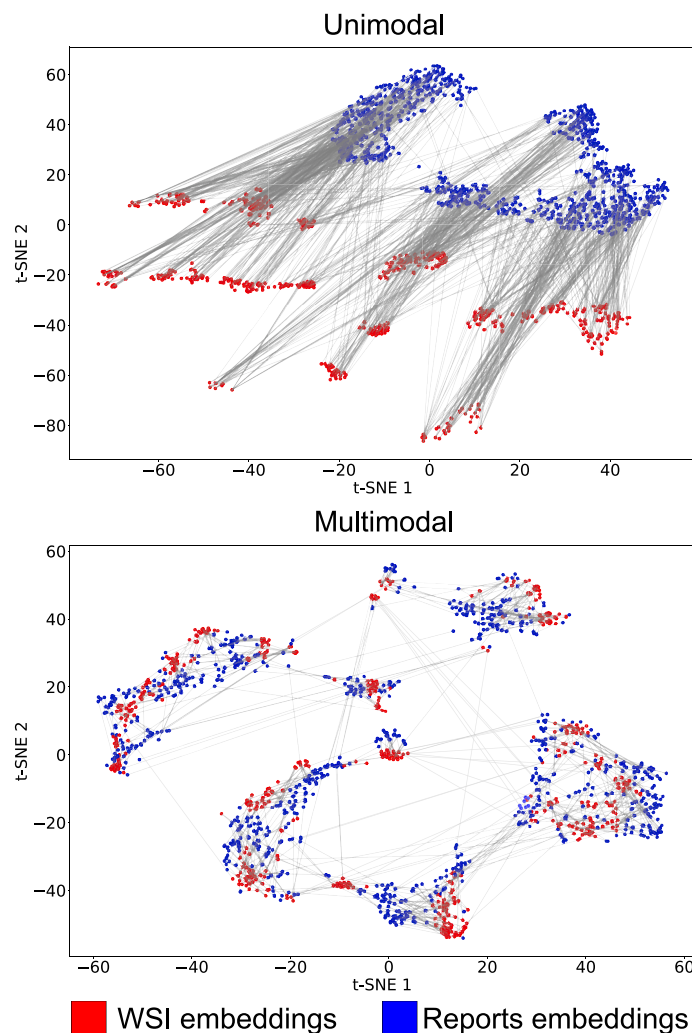 Unimodal
60
40
20
0
−20
−40
−60
−80
t-SNE 2
−60 −40 −20 0 20 40
t-SNE 1
Multimodal
60
40
20
0
−20
−40
t-SNE 2
−60 −40 −20 0 20 40 60
t-SNE 1
WSI embeddings Reports embeddings